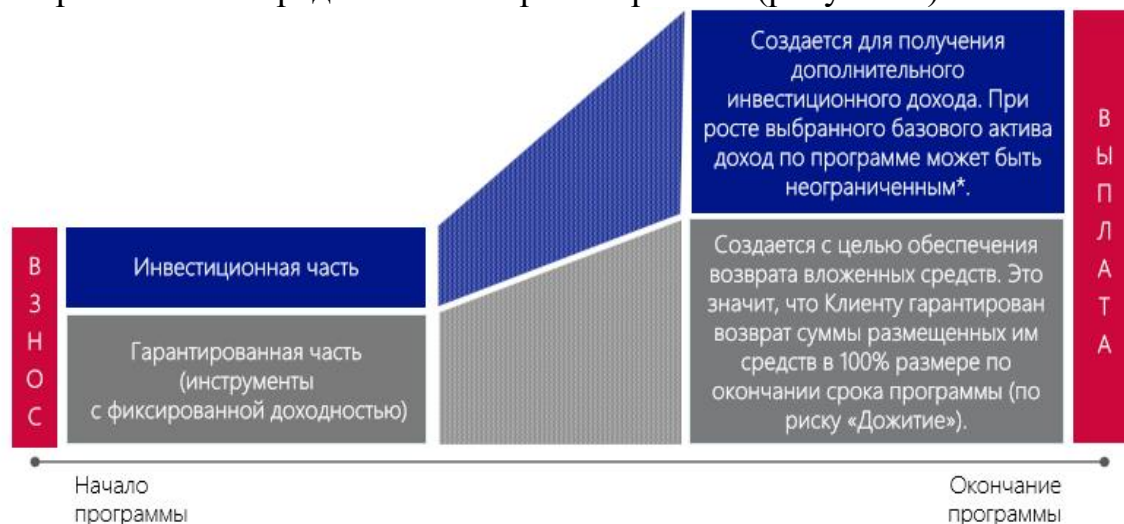 Создается для получения
дополнительного
инвестиционного дохода. При
росте выбранного базового актива
доход по программе может быть
неограниченным*.
ВЗНОС
Инвестиционная часть
Гарантированная часть
(инструменты
с фиксированной доходностью)
Создается с целью обеспечения
возврата вложенных средств. Это
значит, что Клиенту гарантирован
возврат суммы размещенных им
средств в 100% размере по
окончании срока программы (по
риску «Дожитие»).
ВЫПЛАТА
Начало
программы
Окончание
программы